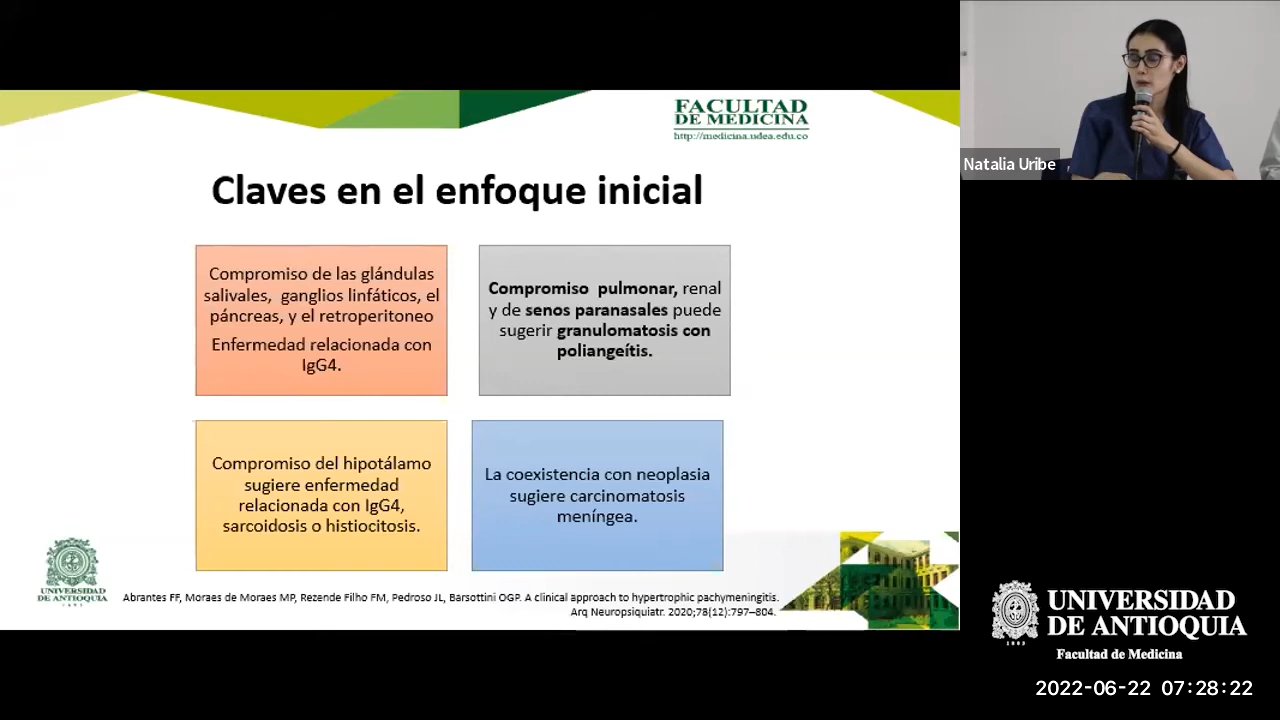 FACULTAD
DE MEDICINA
http://medicina.udea.edu.co
Natalia Uribe
Claves en el enfoque inicial
Compromiso de las glándulas
salivales, ganglios linfáticos, el
páncreas, y el retroperitoneo
Enfermedad relacionada con
IgG4.
Compromiso pulmonar, renal
y de senos paranasales puede
sugerir granulomatosis con
poliangeítis.
Compromiso del hipotálamo
sugiere enfermedad
relacionada con IgG4,
sarcoidosis o histiocitosis.
La coexistencia con neoplasia
sugiere carcinomatosis
meníngea.
UNIVERSIDAD
DE ANTIOQUIA
Abrantes FF, Moraes de Moraes MP, Rezende Filho FM, Pedroso JL, Barsottini OGP. A clinical approach to hypertrophic pachymeningitis.
Arq Neuropsiquiatr. 2020;78(12):797–804.
UNIVERSIDAD
DE ANTIOQUIA
1803
Facultad de Medicina
2022-06-22 07:28:22